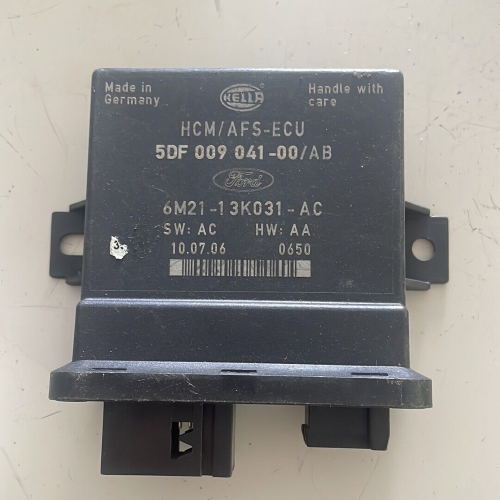 Made in
Germany
HELLA
Handle with
care
HCM/AFS-ECU
5DF 009 041-00/AB
Ford
6M21-13K031-AC
SW: AC HW: AA
10.07.06 0650
3